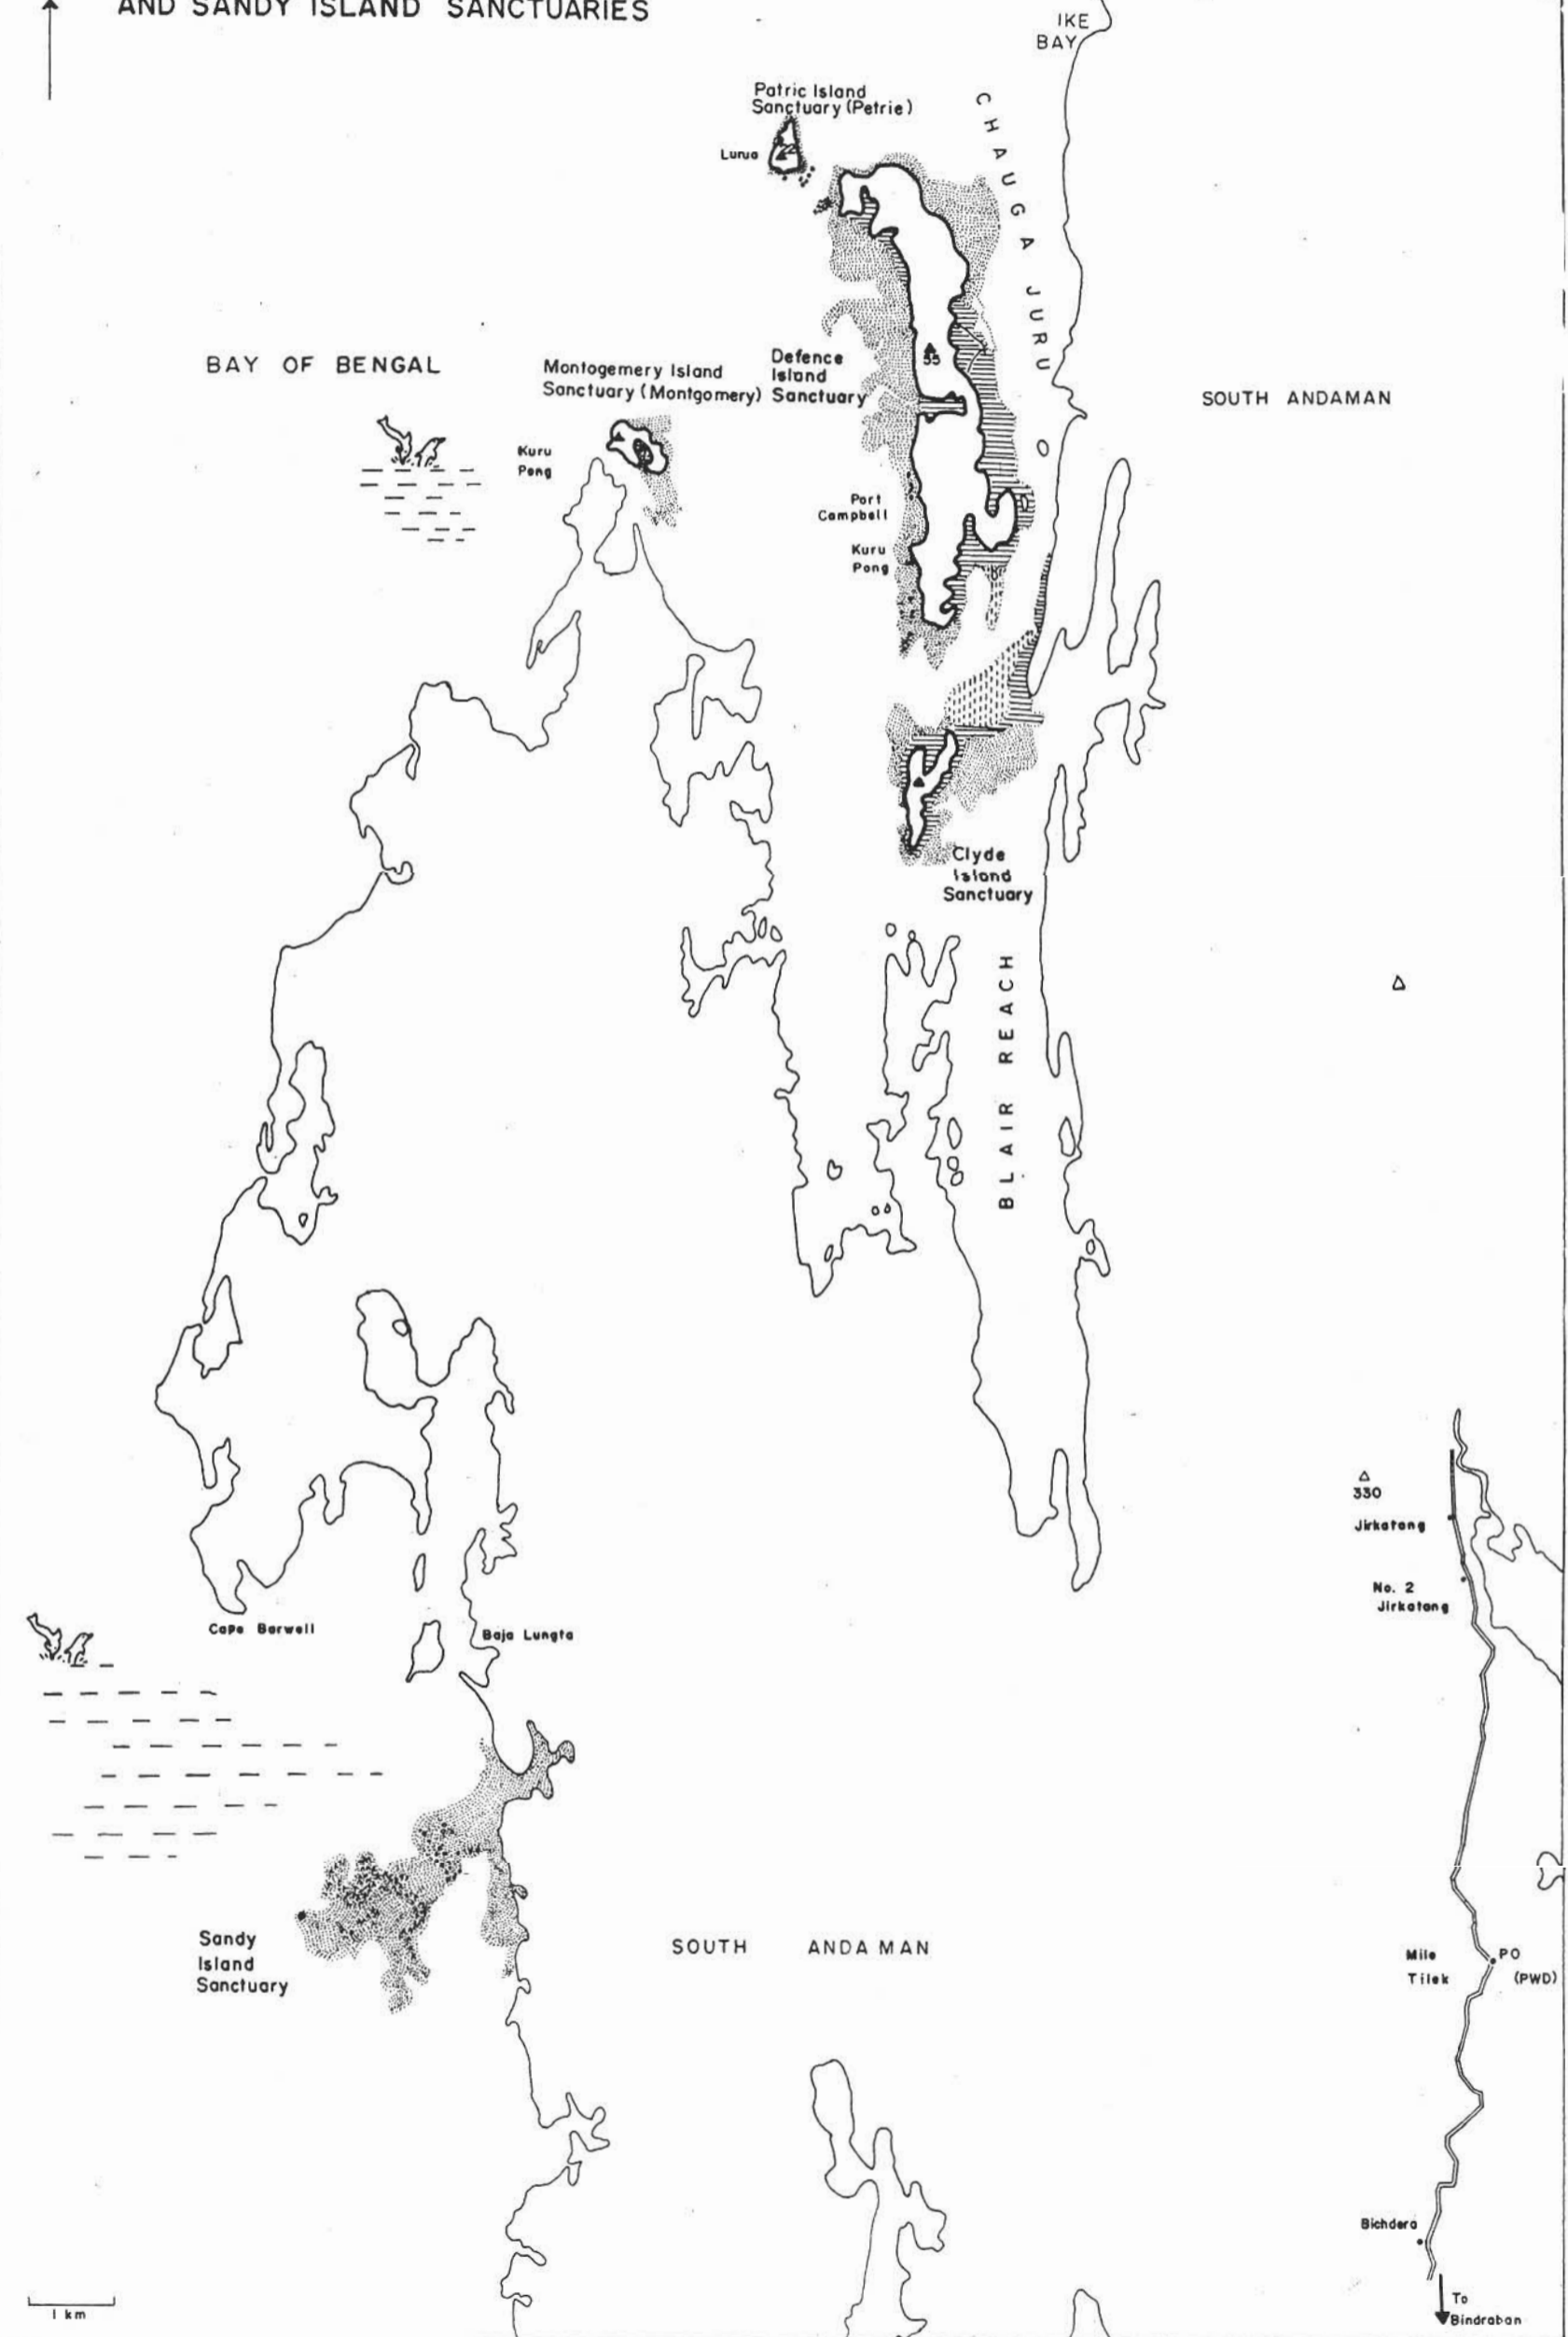 AND SANDY ISLAND SANCTUARIES
IKE
BAY
Patric Island
Sanctuary (Petrie)
Lurua
22
CHAUGA JURU
BAY OF BENGAL
Montogemery Island
Sanctuary (Montgomery)
Defence
Island
Sanctuary
55
SOUTH ANDAMAN
Kuru
Pong
Port
Campbell
Kuru
Pong
Clyde
Island
Sanctuary
BLAIR REACH
330
Jirkatang
No. 2
Jirkatang
Cape Barwell
Baja Lungta
Sandy
Island
Sanctuary
SOUTH ANDAMAN
Mile
Tilek
PO
(PWD)
Bichdera
To
Bindraban
1 km